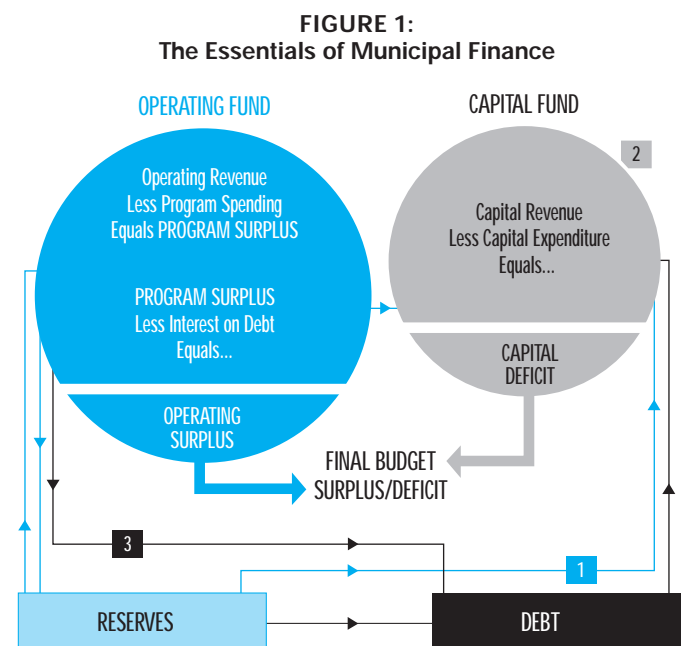 FIGURE 1:
The Essentials of Municipal Finance
OPERATING FUND
Operating Revenue
Less Program Spending
Equals PROGRAM SURPLUS
PROGRAM SURPLUS
Less Interest on Debt
Equals...
OPERATING
SURPLUS
CAPITAL FUND
2
Capital Revenue
Less Capital Expenditure
Equals...
CAPITAL
DEFICIT
FINAL BUDGET
SURPLUS/DEFICIT
3
1
RESERVES
DEBT